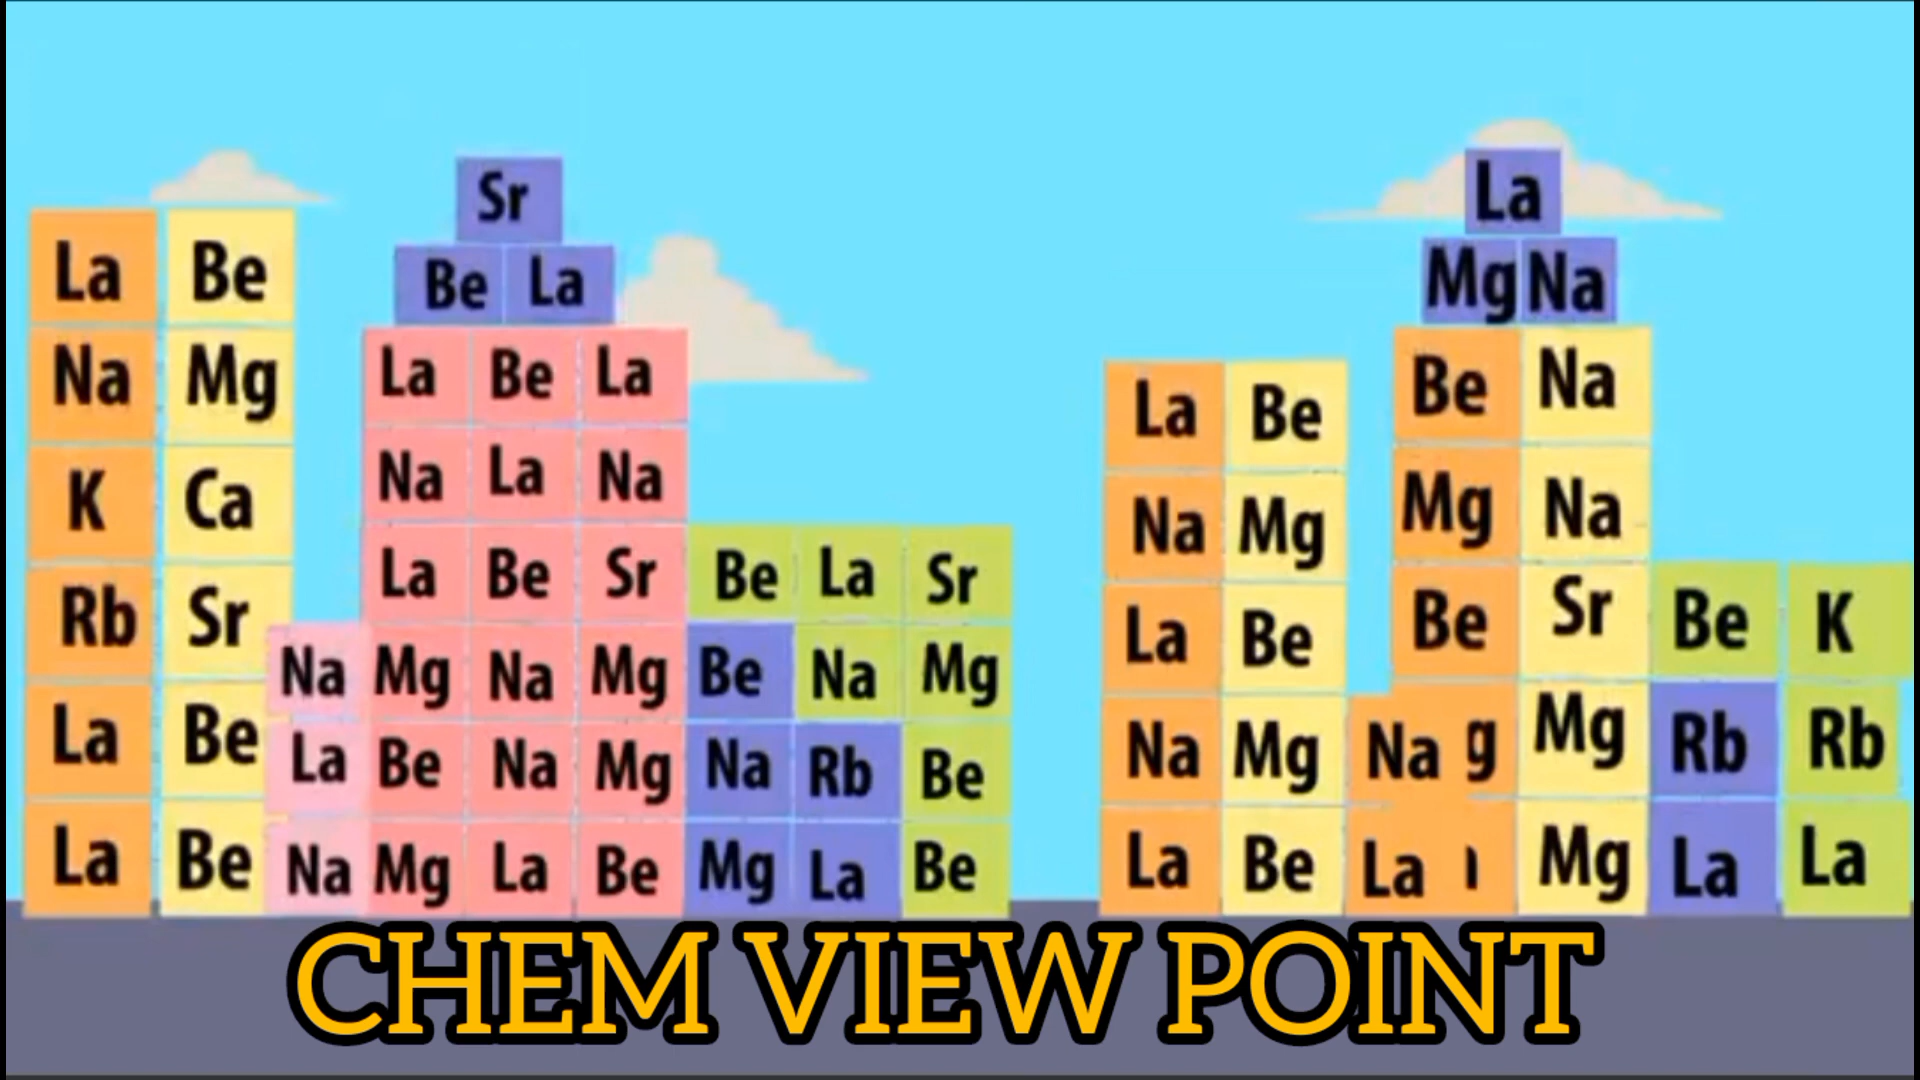 Sr
La
Be La
Mg Na
La Be
La Be La
Be Na
Na Mg
La Be
Na La Na
K Ca
Na Mg
Mg Na
La Be Sr
Be La Sr
Rb Sr
La Be
Be Sr
Be K
Na Mg Na Mg
Be Na Mg
La Be
La Be Na Mg
Na Rb Be
Na Mg
Na g Mg
Rb Rb
La Be
Na Mg La Be
Mg La Be
La Be
La Mg
La La
CHEM VIEW POINT